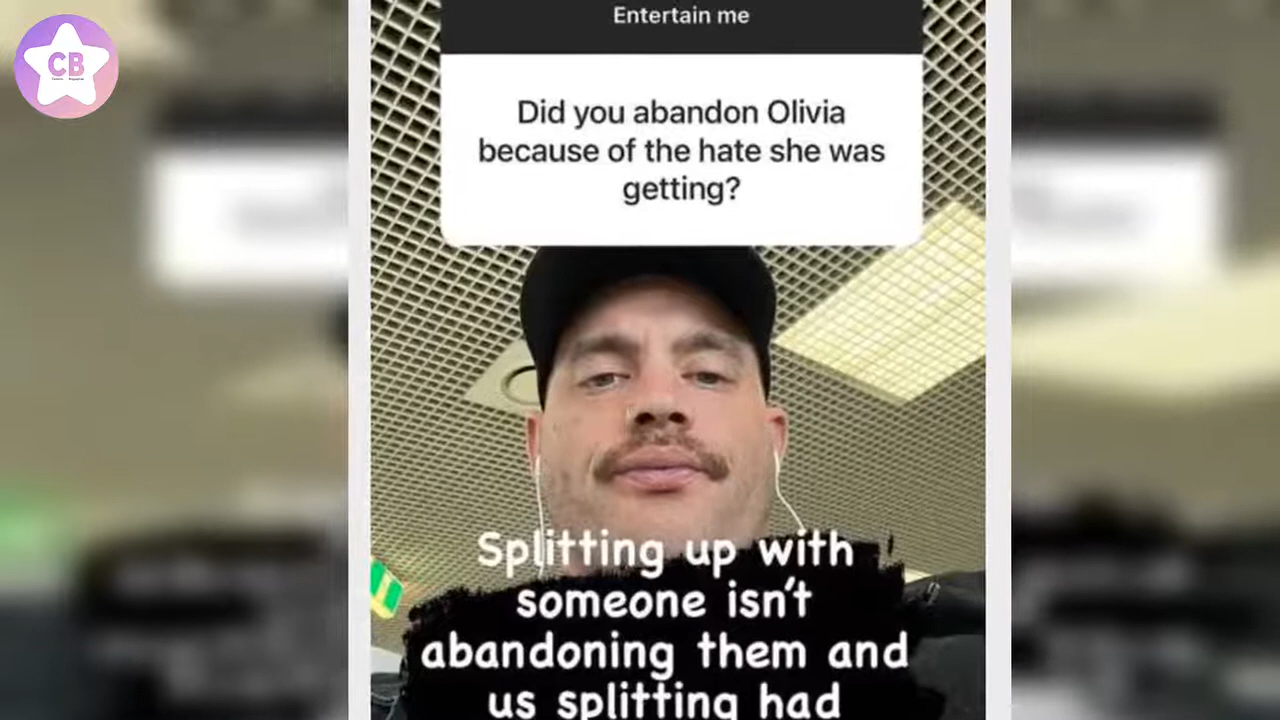 CB
Entertain me
Did you abandon Olivia
because of the hate she was
getting?
Splitting up with
someone isn't
abandoning them and
us splitting had